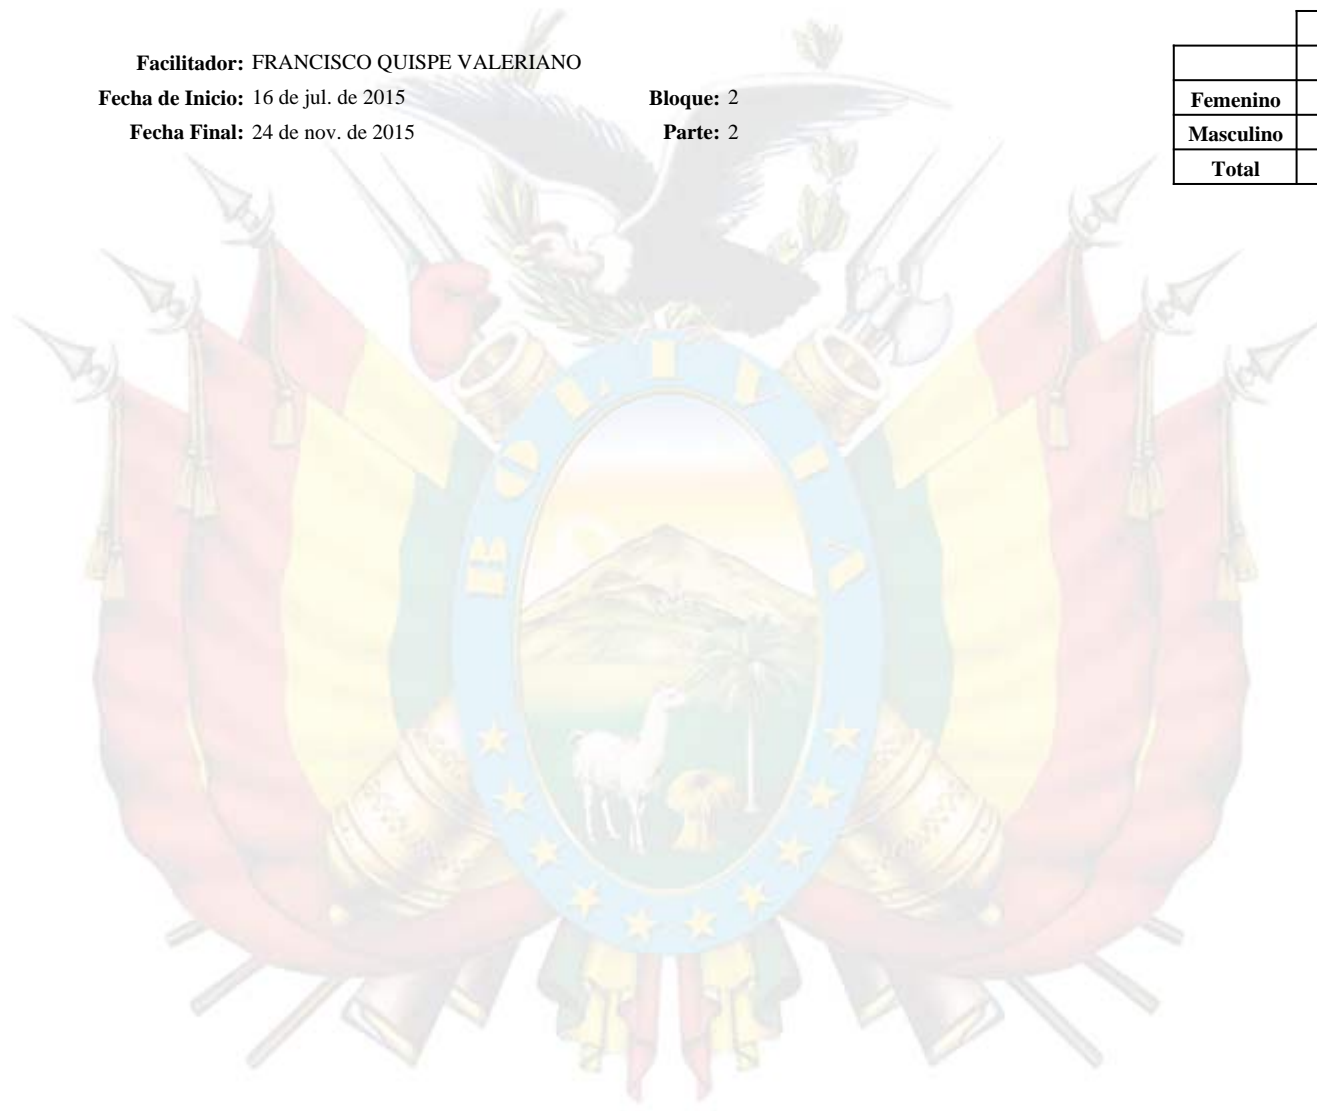 Facilitador: FRANCISCO QUISPE VALERIANO
Fecha de Inicio: 16 de jul. de 2015 Bloque: 2
Fecha Final: 24 de nov. de 2015 Parte: 2
Femenino
Masculino
Total
BOLIVIA